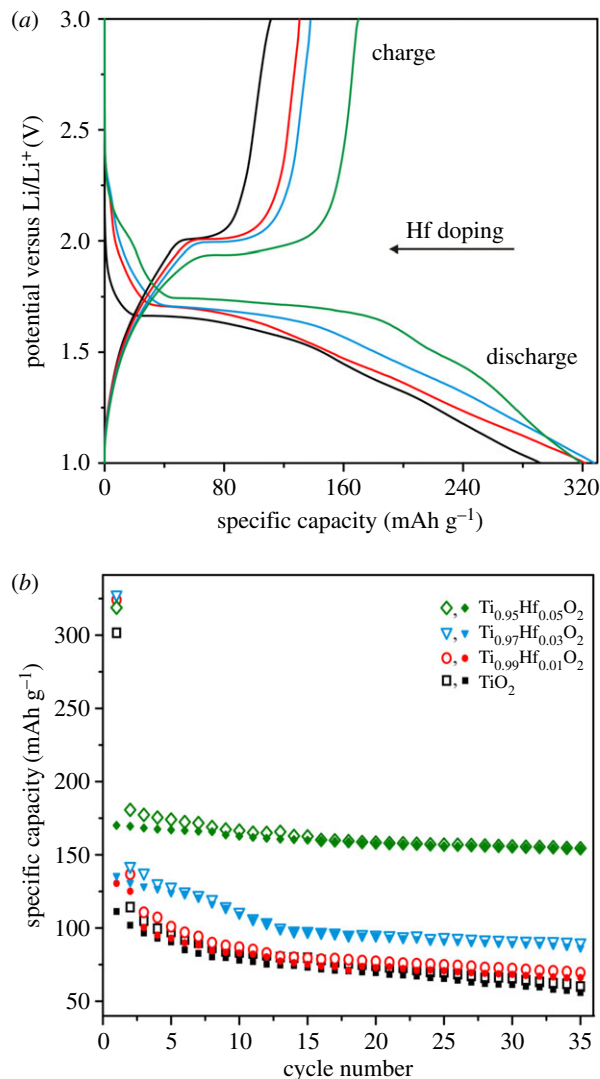 (a)
3.0
2.5
2.0
1.5
1.0
potential versus Li/Li⁺ (V)
charge
Hf doping
discharge
0 80 160 240 320
specific capacity (mAh g⁻¹)
(b)
300
250
200
150
100
50
specific capacity (mAh g⁻¹)
, Ti₀.₉₅Hf₀.₀₅O₂
, Ti₀.₉₇Hf₀.₀₃O₂
, Ti₀.₉₉Hf₀.₀₁O₂
, TiO₂
0 5 10 15 20 25 30 35
cycle number